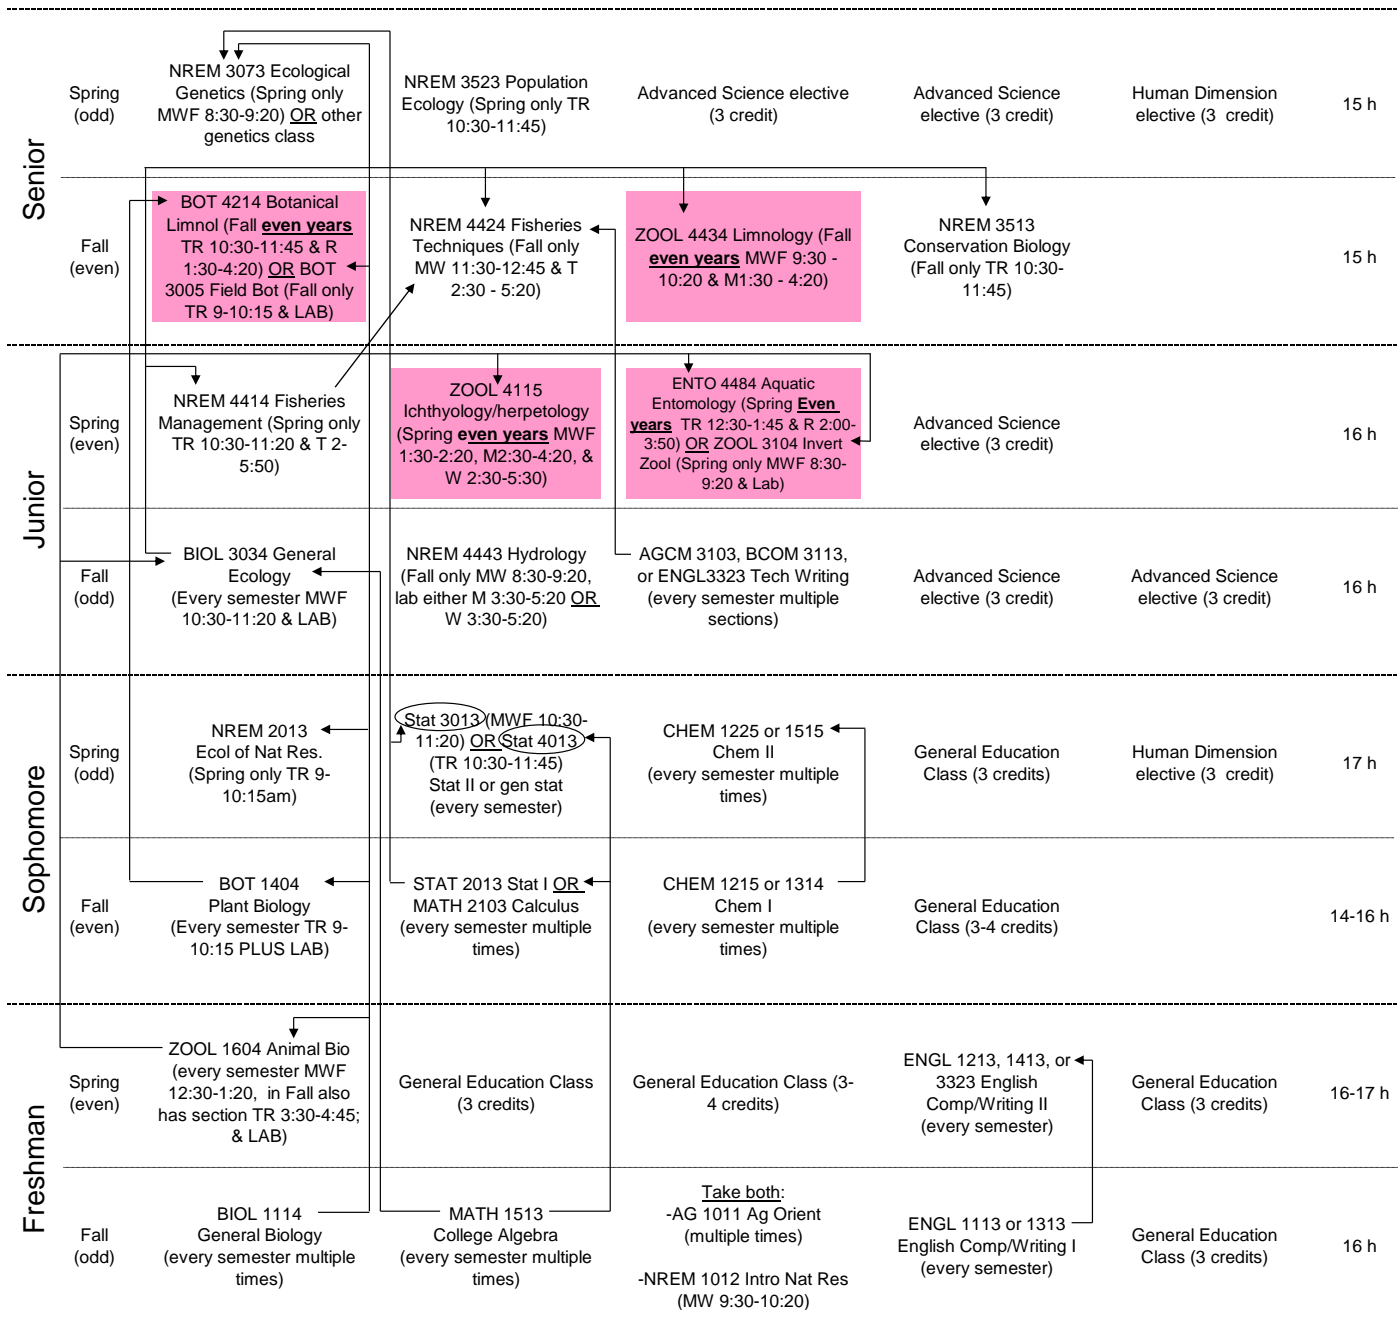 Senior
Spring
(odd)
NREM 3073 Ecological
Genetics (Spring only
MWF 8:30-9:20) OR other
genetics class
NREM 3523 Population
Ecology (Spring only TR
10:30-11:45)
Advanced Science elective
(3 credit)
Advanced Science
elective (3 credit)
Human Dimension
elective (3  credit)
15 h
Fall
(even)
BOT 4214 Botanical
Limnol (Fall even years
TR 10:30-11:45 & R
1:30-4:20) OR BOT
3005 Field Bot (Fall only
TR 9-10:15 & LAB)
NREM 4424 Fisheries
Techniques (Fall only
MW 11:30-12:45 & T
2:30 - 5:20)
ZOOL 4434 Limnology (Fall
even years MWF 9:30 -
10:20 & M1:30 - 4:20)
NREM 3513
Conservation Biology
(Fall only TR 10:30-
11:45)
15 h
Junior
Spring
(even)
NREM 4414 Fisheries
Management (Spring only
TR 10:30-11:20 & T 2-
5:50)
ZOOL 4115
Ichthyology/herpetology
(Spring even years MWF
1:30-2:20, M2:30-4:20, &
W 2:30-5:30)
ENTO 4484 Aquatic
Entomology (Spring Even
years TR 12:30-1:45 & R 2:00-
3:50) OR ZOOL 3104 Invert
Zool (Spring only MWF 8:30-
9:20 & Lab)
Advanced Science
elective (3 credit)
16 h
Fall
(odd)
BIOL 3034 General
Ecology
(Every semester MWF
10:30-11:20 & LAB)
NREM 4443 Hydrology
(Fall only MW 8:30-9:20,
lab either M 3:30-5:20 OR
W 3:30-5:20)
AGCM 3103, BCOM 3113,
or ENGL3323 Tech Writing
(every semester multiple
sections)
Advanced Science
elective (3 credit)
Advanced Science
elective (3 credit)
16 h
Sophomore
Spring
(odd)
NREM 2013
Ecol of Nat Res.
(Spring only TR 9-
10:15am)
Stat 3013 (MWF 10:30-
11:20) OR Stat 4013
(TR 10:30-11:45)
Stat II or gen stat
(every semester)
CHEM 1225 or 1515
Chem II
(every semester multiple
times)
General Education
Class (3 credits)
Human Dimension
elective (3  credit)
17 h
Fall
(even)
BOT 1404
Plant Biology
(Every semester TR 9-
10:15 PLUS LAB)
STAT 2013 Stat I OR
MATH 2103 Calculus
(every semester multiple
times)
CHEM 1215 or 1314
Chem I
(every semester multiple
times)
General Education
Class (3-4 credits)
14-16 h
Freshman
Spring
(even)
ZOOL 1604 Animal Bio
(every semester MWF
12:30-1:20,  in Fall also
has section TR 3:30-4:45;
& LAB)
General Education Class
(3 credits)
General Education Class (3-
4 credits)
ENGL 1213, 1413, or
3323 English
Comp/Writing II
(every semester)
General Education
Class (3 credits)
16-17 h
Fall
(odd)
BIOL 1114
General Biology
(every semester multiple
times)
MATH 1513
College Algebra
(every semester multiple
times)
Take both:
-AG 1011 Ag Orient
(multiple times)
-NREM 1012 Intro Nat Res
(MW 9:30-10:20)
ENGL 1113 or 1313
English Comp/Writing I
(every semester)
General Education
Class (3 credits)
16 h